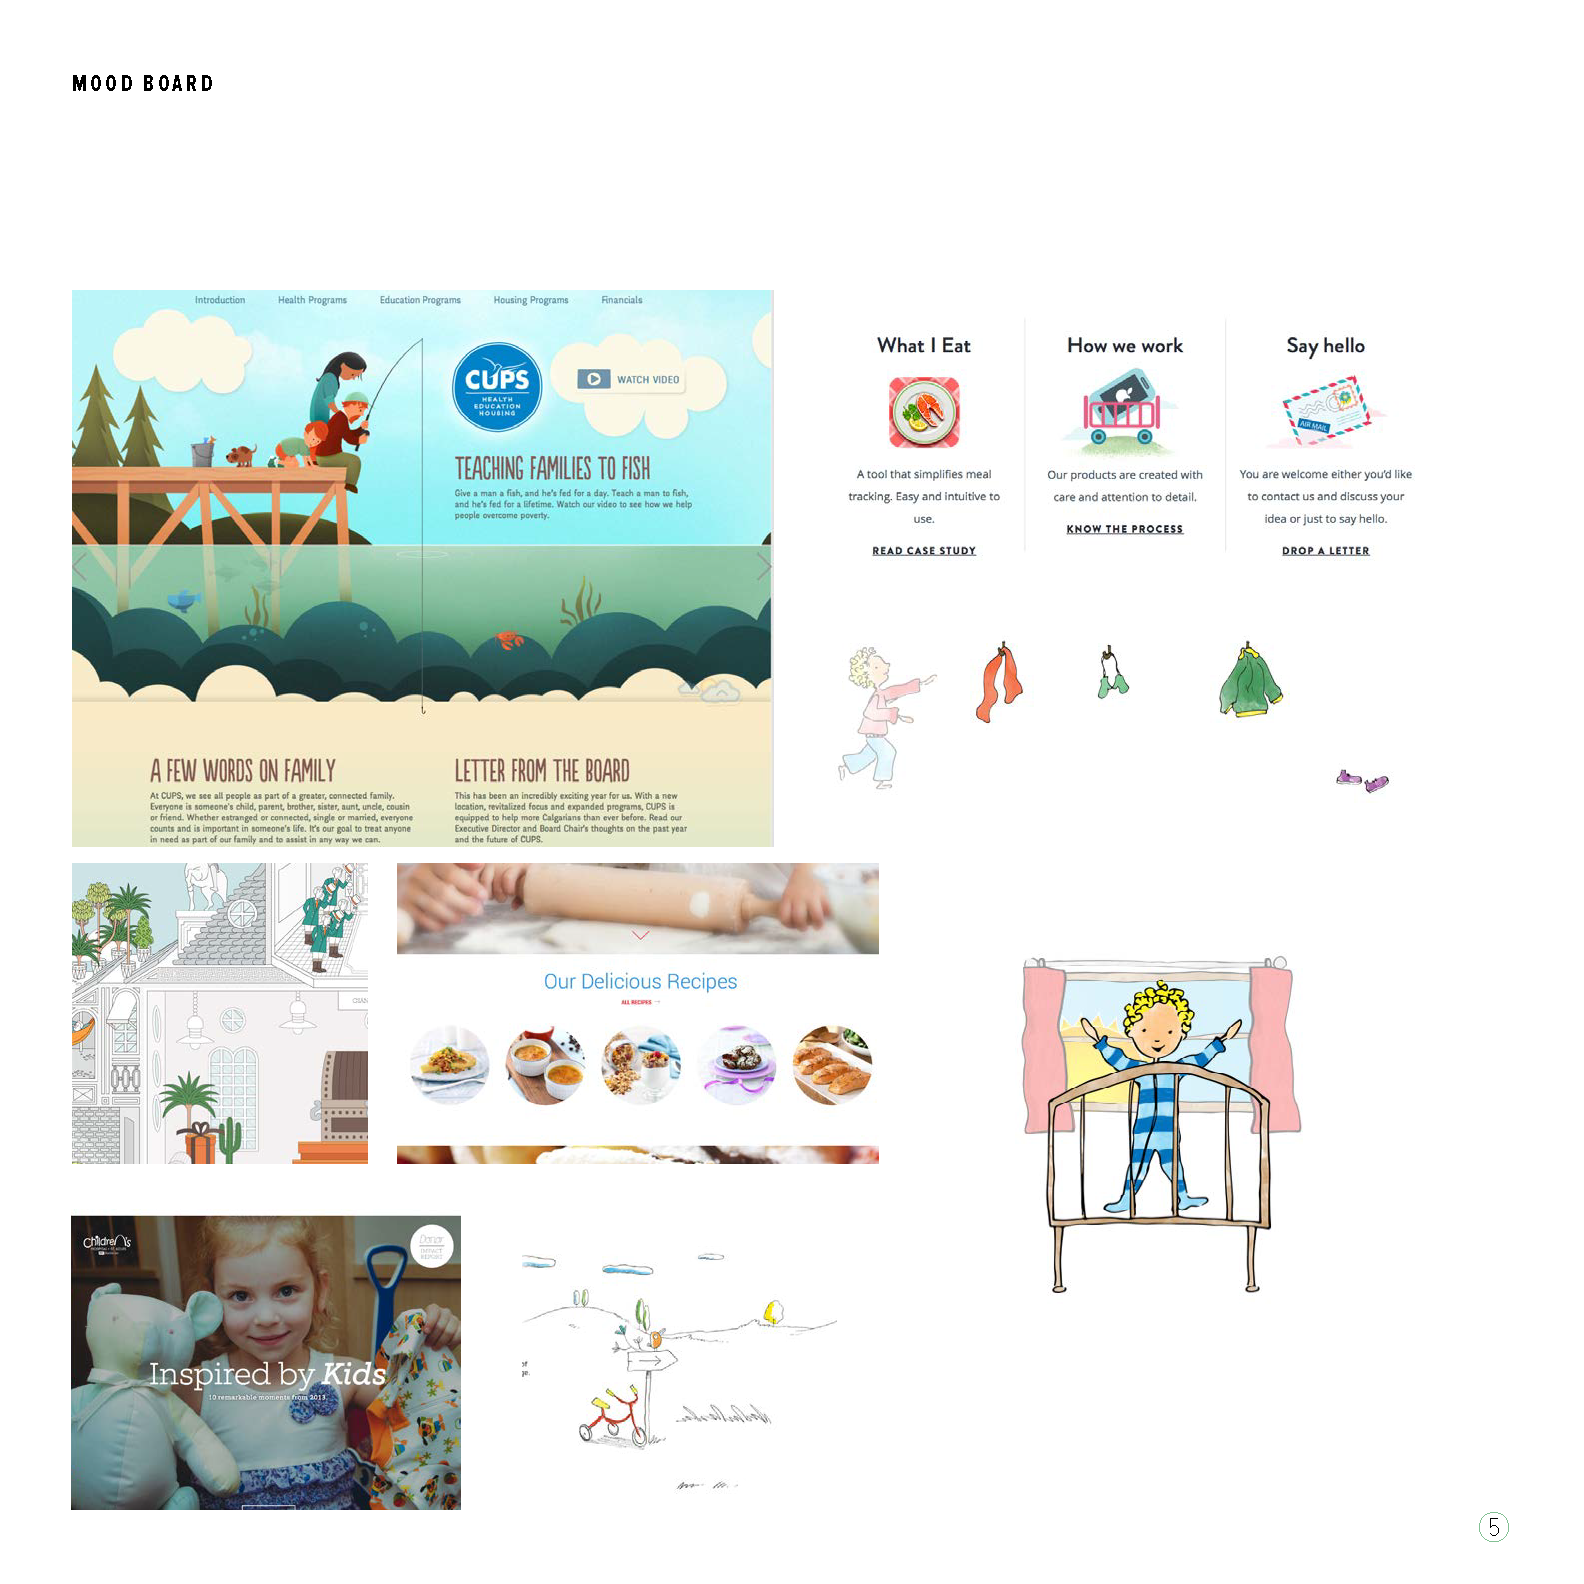 MOOD BOARD
Introduction Health Programs Education Programs Housing Programs Financials
CUPS
HEALTH
EDUCATION
HOUSING
WATCH VIDEO
TEACHING FAMILIES TO FISH
Give a man a fish, and he's fed for a day. Teach a man to fish,
and he's fed for a lifetime. Watch our video to see how we help
people overcome poverty.
A FEW WORDS ON FAMILY
At CUPS, we see all people as part of a greater, connected family.
Everyone is someone's child, parent, brother, sister, aunt, uncle, cousin
or friend. Whether estranged or connected, single or married, everyone
counts and is important in someone's life. It's our goal to treat anyone
in need as part of our family and to assist in any way we can.
LETTER FROM THE BOARD
This has been an incredibly exciting year for us. With a new
location, revitalized focus and expanded programs, CUPS is
equipped to help more Calgarians than ever before. Read our
Executive Director and Board Chair's thoughts on the past year
and the future of CUPS.
What I Eat
A tool that simplifies meal
tracking. Easy and intuitive to
use.
READ CASE STUDY
How we work
Our products are created with
care and attention to detail.
KNOW THE PROCESS
Say hello
AIR MAIL
You are welcome either you'd like
to contact us and discuss your
idea or just to say hello.
DROP A LETTER
CHAN
Our Delicious Recipes
ALL RECIPES
Children's
Donor
IMPACT
REPORT
Inspired by Kids
10 remarkable moments from 2013.
of
ge.
5